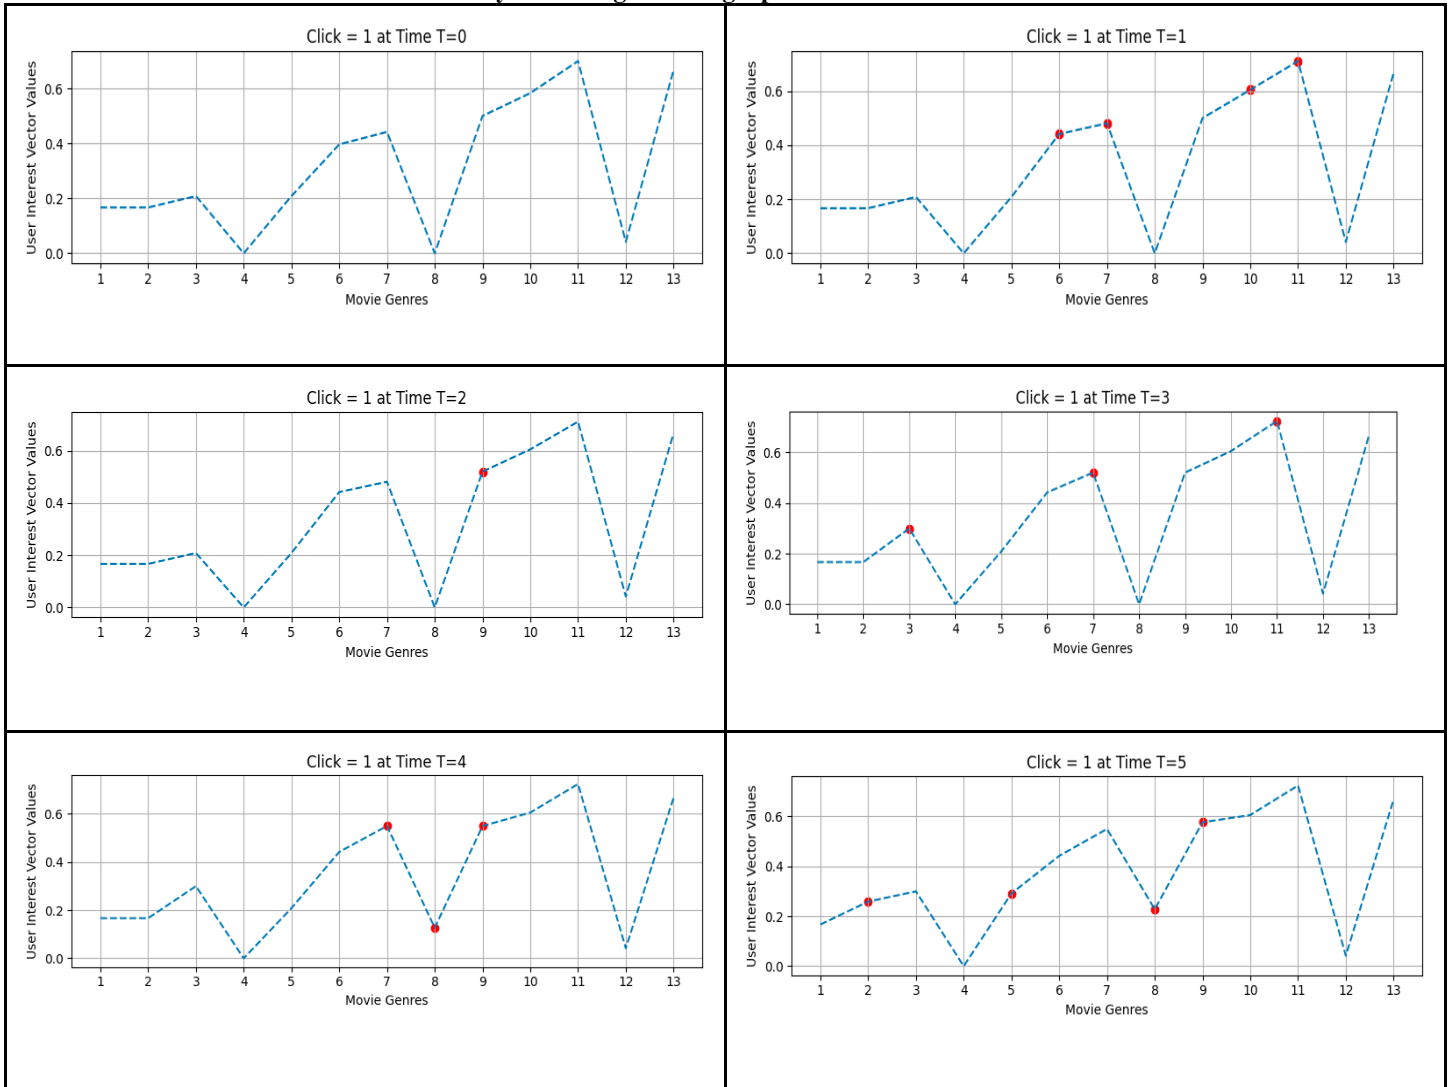 Click = 1 at Time T=0
User Interest Vector Values
0.6
0.4
0.2
0.0
1 2 3 4 5 6 7 8 9 10 11 12 13
Movie Genres
Click = 1 at Time T=1
User Interest Vector Values
0.6
0.4
0.2
0.0
1 2 3 4 5 6 7 8 9 10 11 12 13
Movie Genres
Click = 1 at Time T=2
User Interest Vector Values
0.6
0.4
0.2
0.0
1 2 3 4 5 6 7 8 9 10 11 12 13
Movie Genres
Click = 1 at Time T=3
User Interest Vector Values
0.6
0.4
0.2
0.0
1 2 3 4 5 6 7 8 9 10 11 12 13
Movie Genres
Click = 1 at Time T=4
User Interest Vector Values
0.6
0.4
0.2
0.0
1 2 3 4 5 6 7 8 9 10 11 12 13
Movie Genres
Click = 1 at Time T=5
User Interest Vector Values
0.6
0.4
0.2
0.0
1 2 3 4 5 6 7 8 9 10 11 12 13
Movie Genres